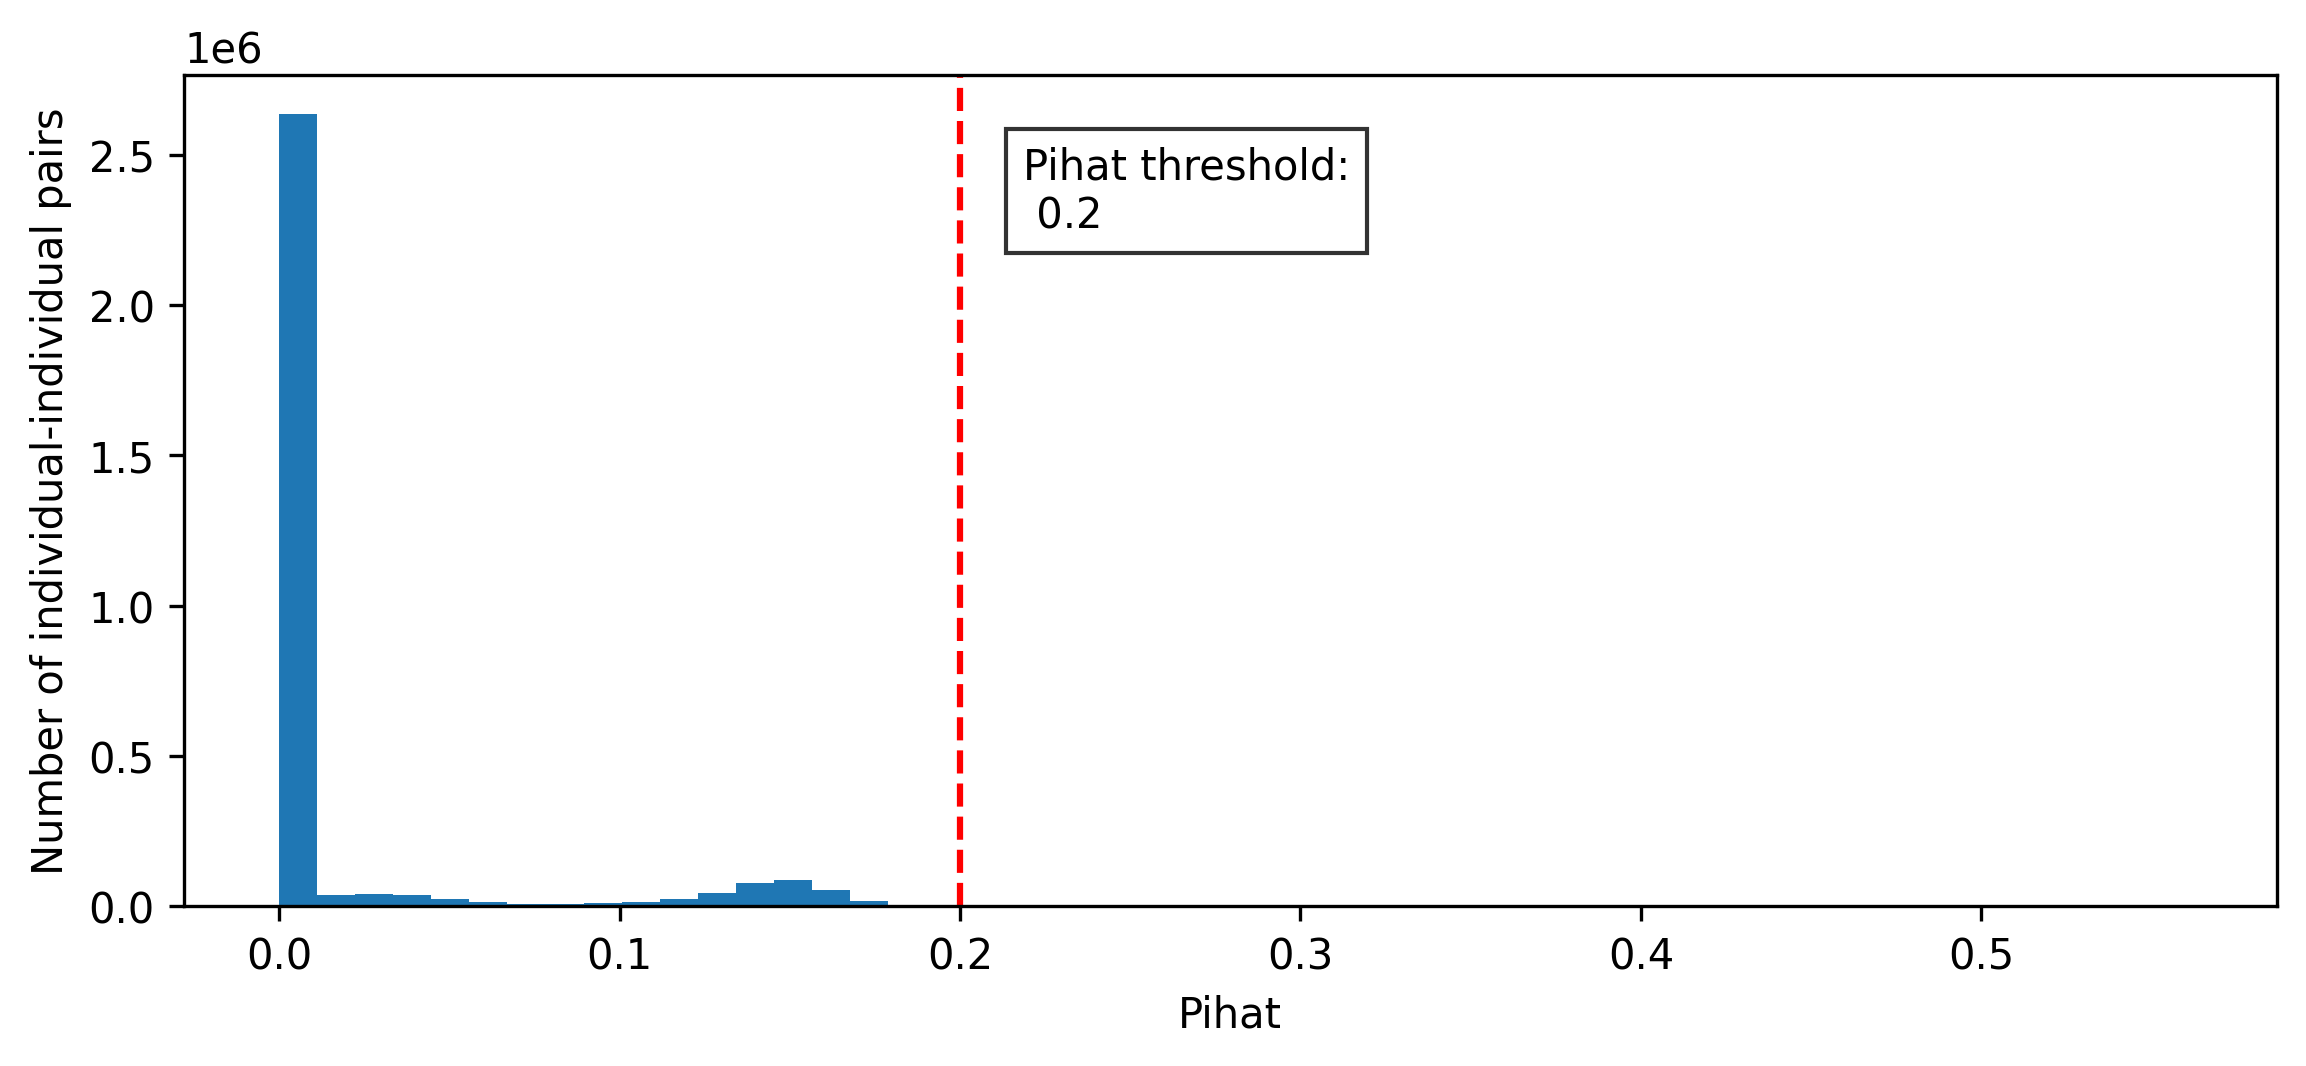 1e6
Number of individual-individual pairs
2.5
2.0
1.5
1.0
0.5
0.0
Pihat threshold:
0.2
0.0 0.1 0.2 0.3 0.4 0.5
Pihat